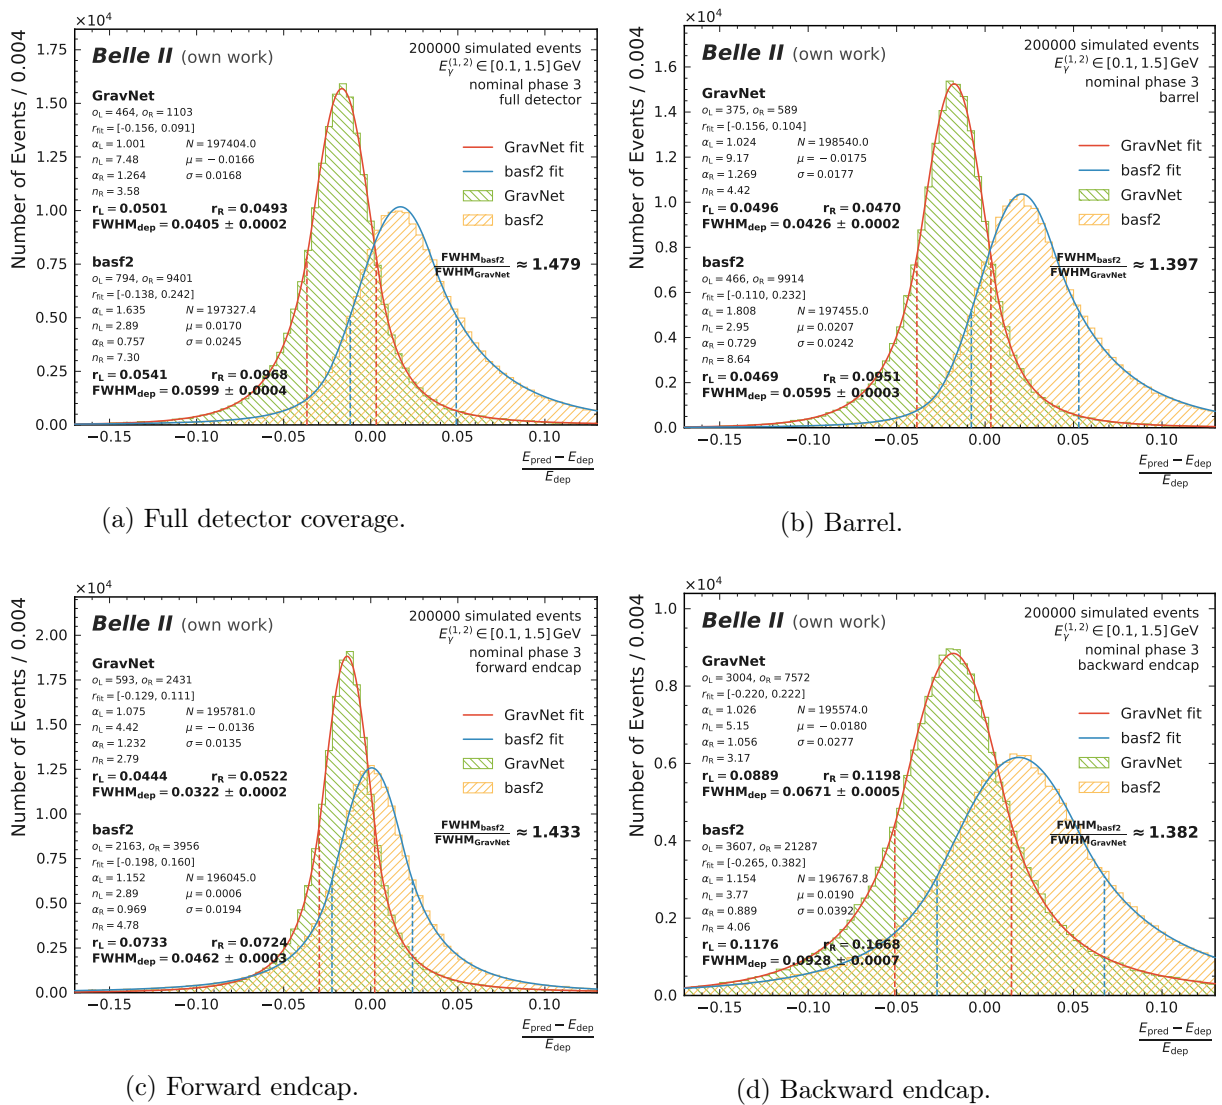 ×10⁴
Number of Events / 0.004
17.5
15.0
12.5
10.0
7.5
5.0
2.5
0.0
Belle II (own work)
200000 simulated events
E_γ^(1,2) ∈ [0.1, 1.5] GeV
nominal phase 3
full detector
GravNet
o_L = 464, o_R = 1103
r_fit = [-0.156, 0.091]
α_L = 1.001 N = 197404.0
n_L = 7.48 μ = −0.0166
α_R = 1.264 σ = 0.0168
n_R = 3.58
r_L = 0.0501 r_R = 0.0493
FWHM_dep = 0.0405 ± 0.0002
basf2
o_L = 794, o_R = 9401
r_fit = [-0.138, 0.242]
α_L = 1.635 N = 197327.4
n_L = 2.89 μ = 0.0170
α_R = 0.757 σ = 0.0245
n_R = 7.30
r_L = 0.0541 r_R = 0.0968
FWHM_dep = 0.0599 ± 0.0004
GravNet fit
basf2 fit
GravNet
basf2
FWHM_basf2 / FWHM_GravNet ≈ 1.479
−0.15 −0.10 −0.05 0.00 0.05 0.10
E_pred − E_dep
E_dep
(a) Full detector coverage.
×10⁴
Number of Events / 0.004
1.6
1.4
1.2
1.0
0.8
0.6
0.4
0.2
0.0
Belle II (own work)
200000 simulated events
E_γ^(1,2) ∈ [0.1, 1.5] GeV
nominal phase 3
barrel
GravNet
o_L = 375, o_R = 589
r_fit = [-0.156, 0.104]
α_L = 1.024 N = 198540.0
n_L = 9.17 μ = −0.0175
α_R = 1.269 σ = 0.0177
n_R = 4.42
r_L = 0.0496 r_R = 0.0470
FWHM_dep = 0.0426 ± 0.0002
basf2
o_L = 466, o_R = 9914
r_fit = [-0.110, 0.232]
α_L = 1.808 N = 197455.0
n_L = 2.95 μ = 0.0207
α_R = 0.729 σ = 0.0242
n_R = 8.64
r_L = 0.0469 r_R = 0.0951
FWHM_dep = 0.0595 ± 0.0003
GravNet fit
basf2 fit
GravNet
basf2
FWHM_basf2 / FWHM_GravNet ≈ 1.397
−0.15 −0.10 −0.05 0.00 0.05 0.10
E_pred − E_dep
E_dep
(b) Barrel.
×10⁴
Number of Events / 0.004
2.00
1.75
1.50
1.25
1.00
0.75
0.50
0.25
0.00
Belle II (own work)
200000 simulated events
E_γ^(1,2) ∈ [0.1, 1.5] GeV
nominal phase 3
forward endcap
GravNet
o_L = 593, o_R = 2431
r_fit = [-0.129, 0.111]
α_L = 1.075 N = 195781.0
n_L = 4.42 μ = −0.0136
α_R = 1.232 σ = 0.0135
n_R = 2.79
r_L = 0.0444 r_R = 0.0522
FWHM_dep = 0.0322 ± 0.0002
basf2
o_L = 2163, o_R = 3956
r_fit = [-0.198, 0.160]
α_L = 1.152 N = 196045.0
n_L = 2.89 μ = 0.0006
α_R = 0.969 σ = 0.0194
n_R = 4.78
r_L = 0.0733 r_R = 0.0724
FWHM_dep = 0.0462 ± 0.0003
GravNet fit
basf2 fit
GravNet
basf2
FWHM_basf2 / FWHM_GravNet ≈ 1.433
−0.15 −0.10 −0.05 0.00 0.05 0.10
E_pred − E_dep
E_dep
(c) Forward endcap.
×10⁴
Number of Events / 0.004
1.0
0.8
0.6
0.4
0.2
0.0
Belle II (own work)
200000 simulated events
E_γ^(1,2) ∈ [0.1, 1.5] GeV
nominal phase 3
backward endcap
GravNet
o_L = 3004, o_R = 7572
r_fit = [-0.220, 0.222]
α_L = 1.026 N = 195574.0
n_L = 5.15 μ = −0.0180
α_R = 1.056 σ = 0.0277
n_R = 3.17
r_L = 0.0889 r_R = 0.1198
FWHM_dep = 0.0671 ± 0.0005
basf2
o_L = 3607, o_R = 21287
r_fit = [-0.265, 0.382]
α_L = 1.154 N = 196767.8
n_L = 3.77 μ = 0.0190
α_R = 0.889 σ = 0.0392
n_R = 4.06
r_L = 0.1176 r_R = 0.1668
FWHM_dep = 0.0928 ± 0.0007
GravNet fit
basf2 fit
GravNet
basf2
FWHM_basf2 / FWHM_GravNet ≈ 1.382
−0.15 −0.10 −0.05 0.00 0.05 0.10
E_pred − E_dep
E_dep
(d) Backward endcap.